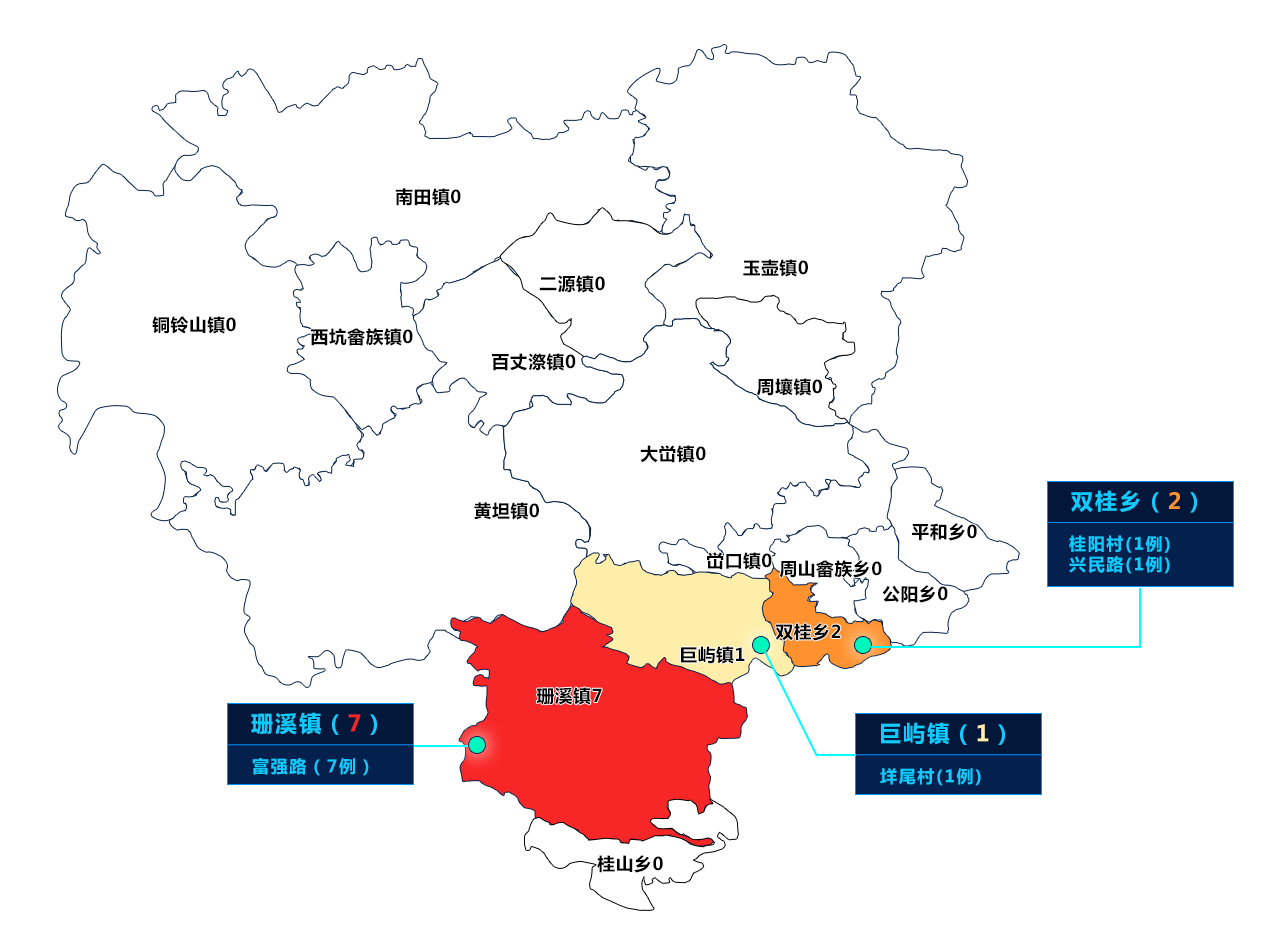 南田镇0
玉壶镇0
二源镇0
铜铃山镇0
西坑畲族镇0
百丈漈镇0
周壤镇0
大峃镇0
黄坦镇0
平和乡0
峃口镇0
周山畲族乡0
公阳乡0
双桂乡2
巨屿镇1
珊溪镇7
桂山乡0
双桂乡（2）
桂阳村(1例)
兴民路(1例)
珊溪镇（7）
富强路（7例）
巨屿镇（1）
垟尾村(1例)